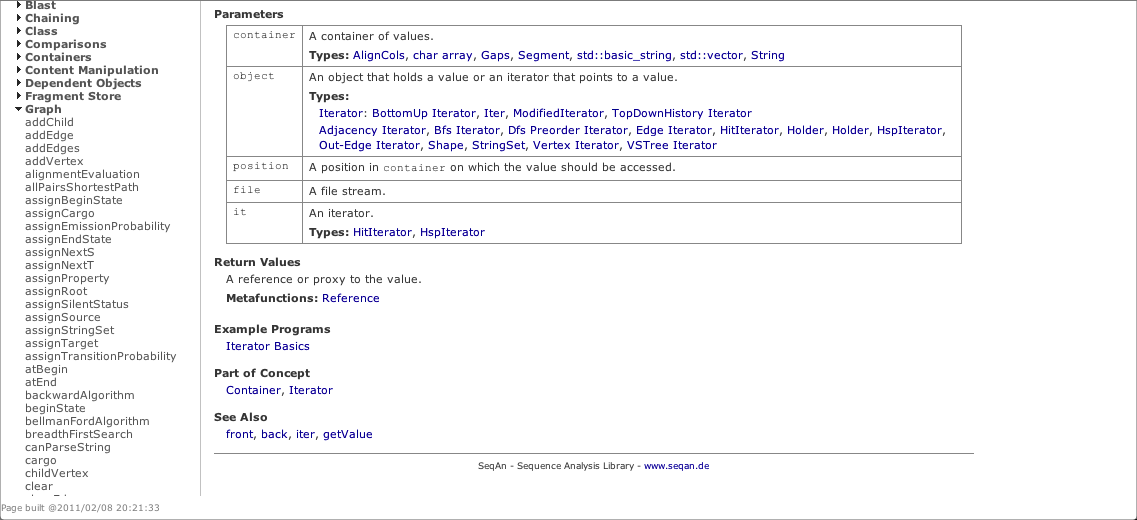 Blast
Chaining
Class
Comparisons
Containers
Content Manipulation
Dependent Objects
Fragment Store
Graph
addChild
addEdge
addEdges
addVertex
alignmentEvaluation
allPairsShortestPath
assignBeginState
assignCargo
assignEmissionProbability
assignEndState
assignNextS
assignNextT
assignProperty
assignRoot
assignSilentStatus
assignSource
assignStringSet
assignTarget
assignTransitionProbability
atBegin
atEnd
backwardAlgorithm
beginState
bellmanFordAlgorithm
breadthFirstSearch
canParseString
cargo
childVertex
clear
Parameters
container A container of values.
Types: AlignCols, char array, Gaps, Segment, std::basic_string, std::vector, String
object An object that holds a value or an iterator that points to a value.
Types:
Iterator: BottomUp Iterator, Iter, ModifiedIterator, TopDownHistory Iterator
Adjacency Iterator, Bfs Iterator, Dfs Preorder Iterator, Edge Iterator, HitIterator, Holder, Holder, HspIterator,
Out-Edge Iterator, Shape, StringSet, Vertex Iterator, VSTree Iterator
position A position in container on which the value should be accessed.
file A file stream.
it An iterator.
Types: HitIterator, HspIterator
Return Values
A reference or proxy to the value.
Metafunctions: Reference
Example Programs
Iterator Basics
Part of Concept
Container, Iterator
See Also
front, back, iter, getValue
SeqAn - Sequence Analysis Library - www.seqan.de
Page built @2011/02/08 20:21:33